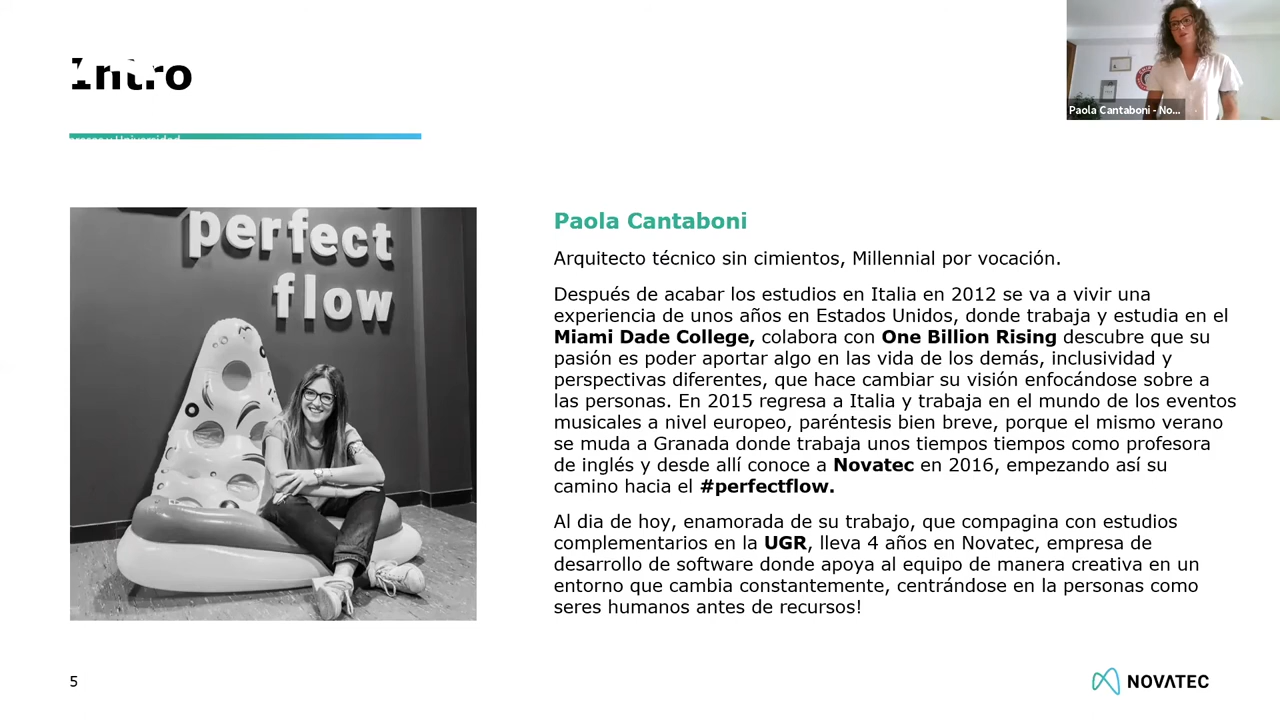 Intro
Paola Cantaboni - No...
Universidad
perfect
flow
Paola Cantaboni
Arquitecto técnico sin cimientos, Millennial por vocación.
Después de acabar los estudios en Italia en 2012 se va a vivir una
experiencia de unos años en Estados Unidos, donde trabaja y estudia en el
Miami Dade College, colabora con One Billion Rising descubre que su
pasión es poder aportar algo en las vida de los demás, inclusividad y
perspectivas diferentes, que hace cambiar su visión enfocándose sobre a
las personas. En 2015 regresa a Italia y trabaja en el mundo de los eventos
musicales a nivel europeo, paréntesis bien breve, porque el mismo verano
se muda a Granada donde trabaja unos tiempos tiempos como profesora
de inglés y desde allí conoce a Novatec en 2016, empezando así su
camino hacia el #perfectflow.
Al dia de hoy, enamorada de su trabajo, que compagina con estudios
complementarios en la UGR, lleva 4 años en Novatec, empresa de
desarrollo de software donde apoya al equipo de manera creativa en un
entorno que cambia constantemente, centrándose en la personas como
seres humanos antes de recursos!
5
NOVATEC